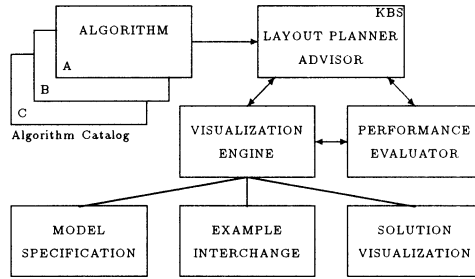 KBS
ALGORITHM
LAYOUT PLANNER
ADVISOR
A
B
C
Algorithm Catalog
VISUALIZATION
ENGINE
PERFORMANCE
EVALUATOR
MODEL
SPECIFICATION
EXAMPLE
INTERCHANGE
SOLUTION
VISUALIZATION